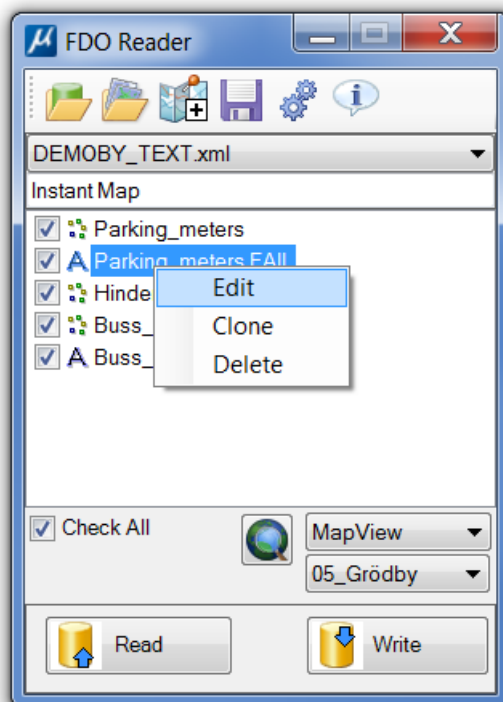 FDO Reader
DEMOBY_TEXT.xml
Instant Map
Parking_meters
Parking_meters FAll
Hinde
Edit
Buss_
Clone
Buss_
Delete
Check All
MapView
05_Grödby
Read
Write